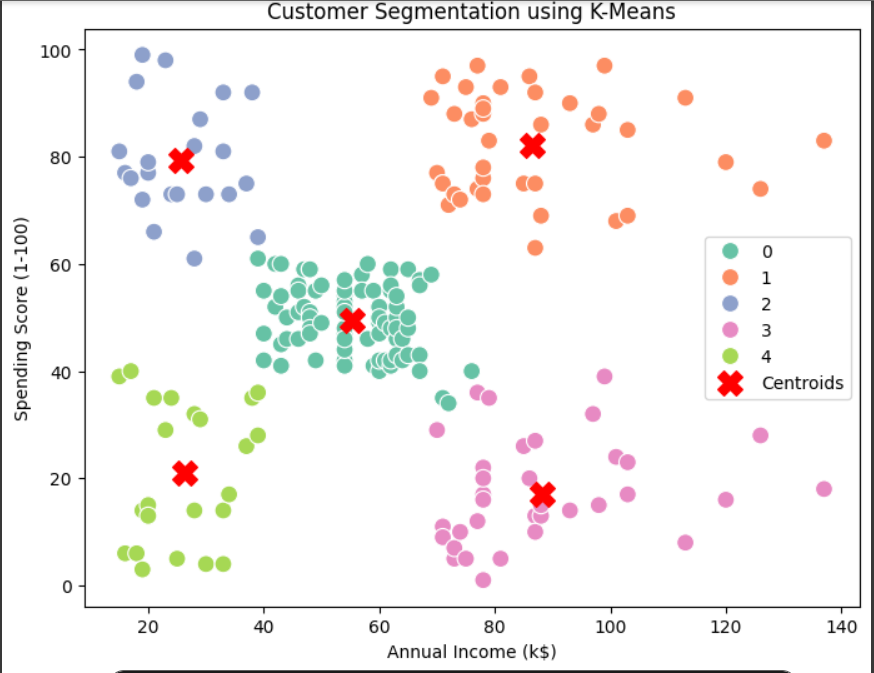 Customer Segmentation using K-Means
100
80
60
40
20
0
Spending Score (1-100)
0
1
2
3
4
Centroids
20 40 60 80 100 120 140
Annual Income (k$)